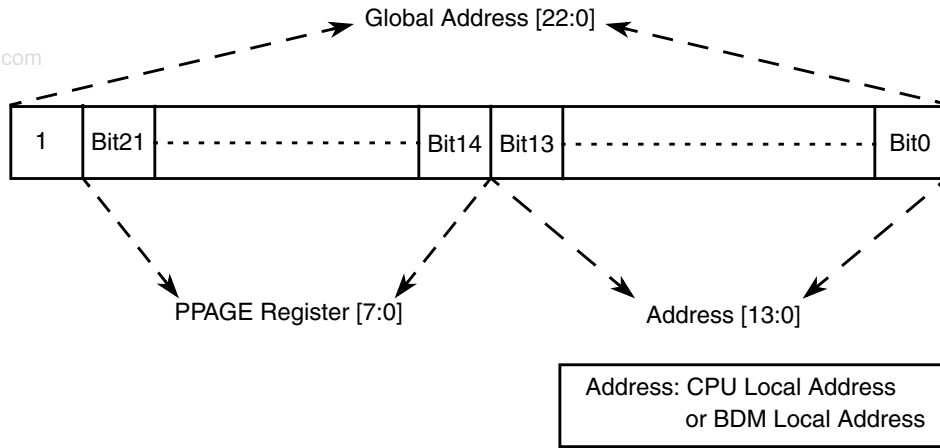 Global Address [22:0]
com
1 Bit21 Bit14 Bit13 Bit0
PPAGE Register [7:0]
Address [13:0]
Address: CPU Local Address
or BDM Local Address